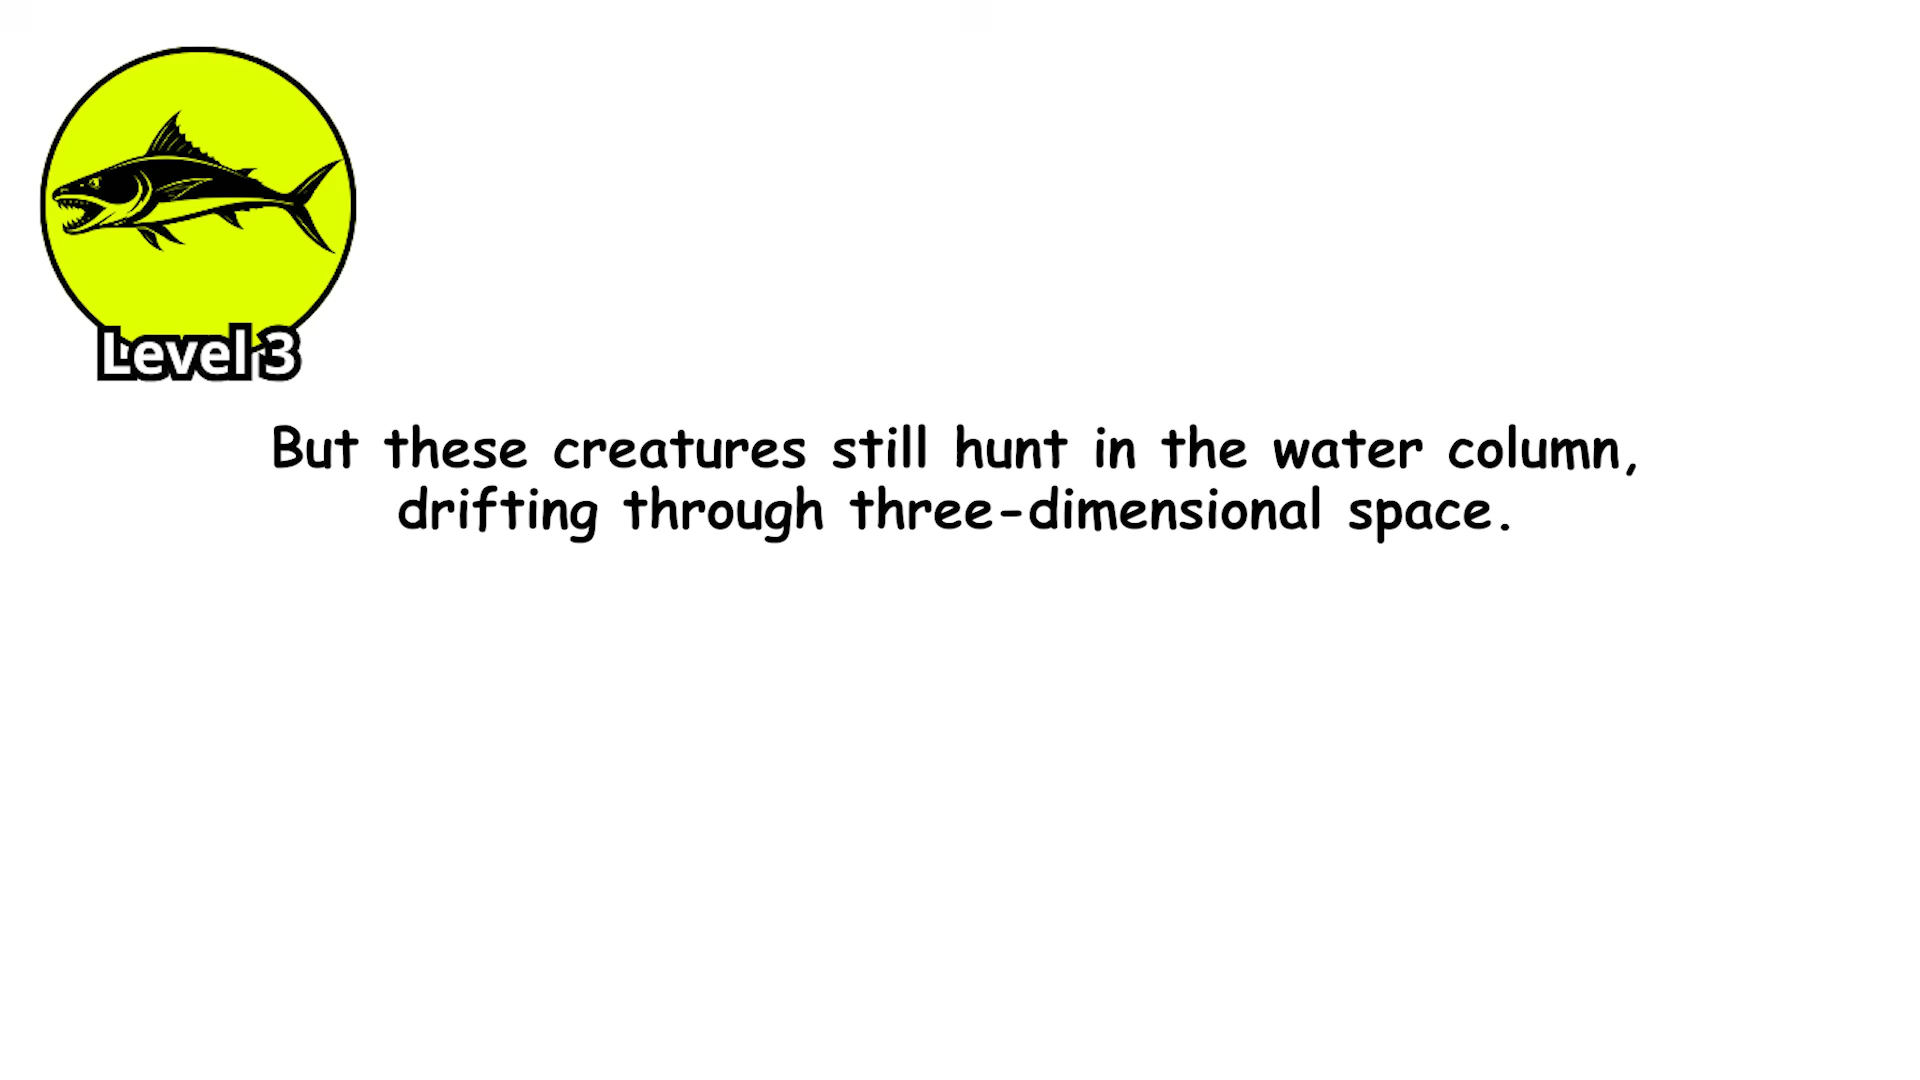 Level 3
But these creatures still hunt in the water column,
drifting through three-dimensional space.